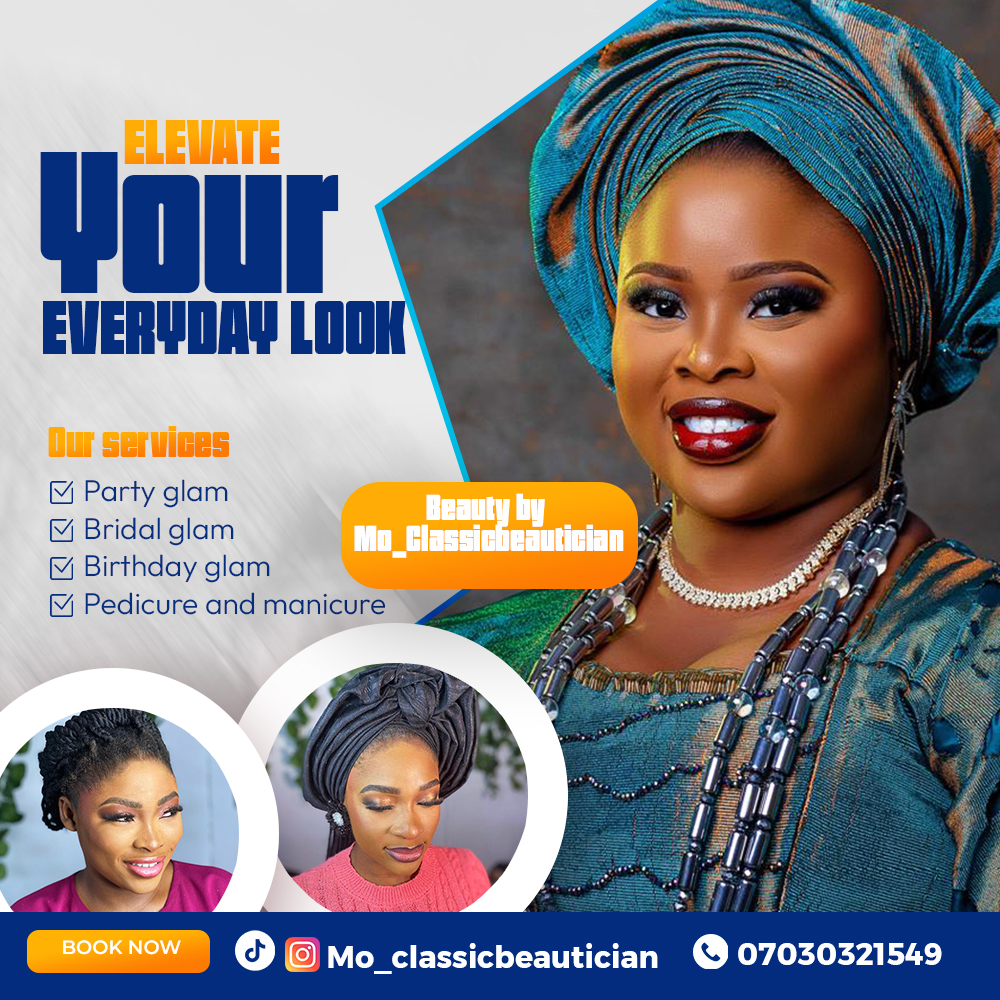 ELEVATE
Your
EVERYDAY LOOK
Our services
Party glam
Bridal glam
Birthday glam
Pedicure and manicure
Beauty by
Mo_Classicbeautician
BOOK NOW
Mo_classicbeautician
07030321549